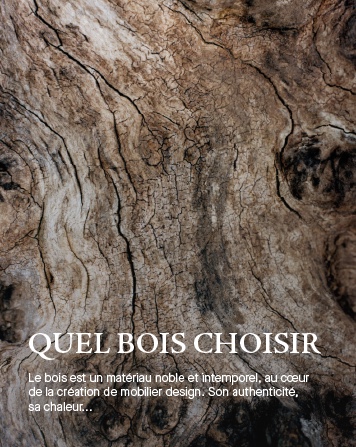 QUEL BOIS CHOISIR
Le bois est un matériau noble et intemporel, au cœur
de la création de mobilier design. Son authenticité,
sa chaleur...